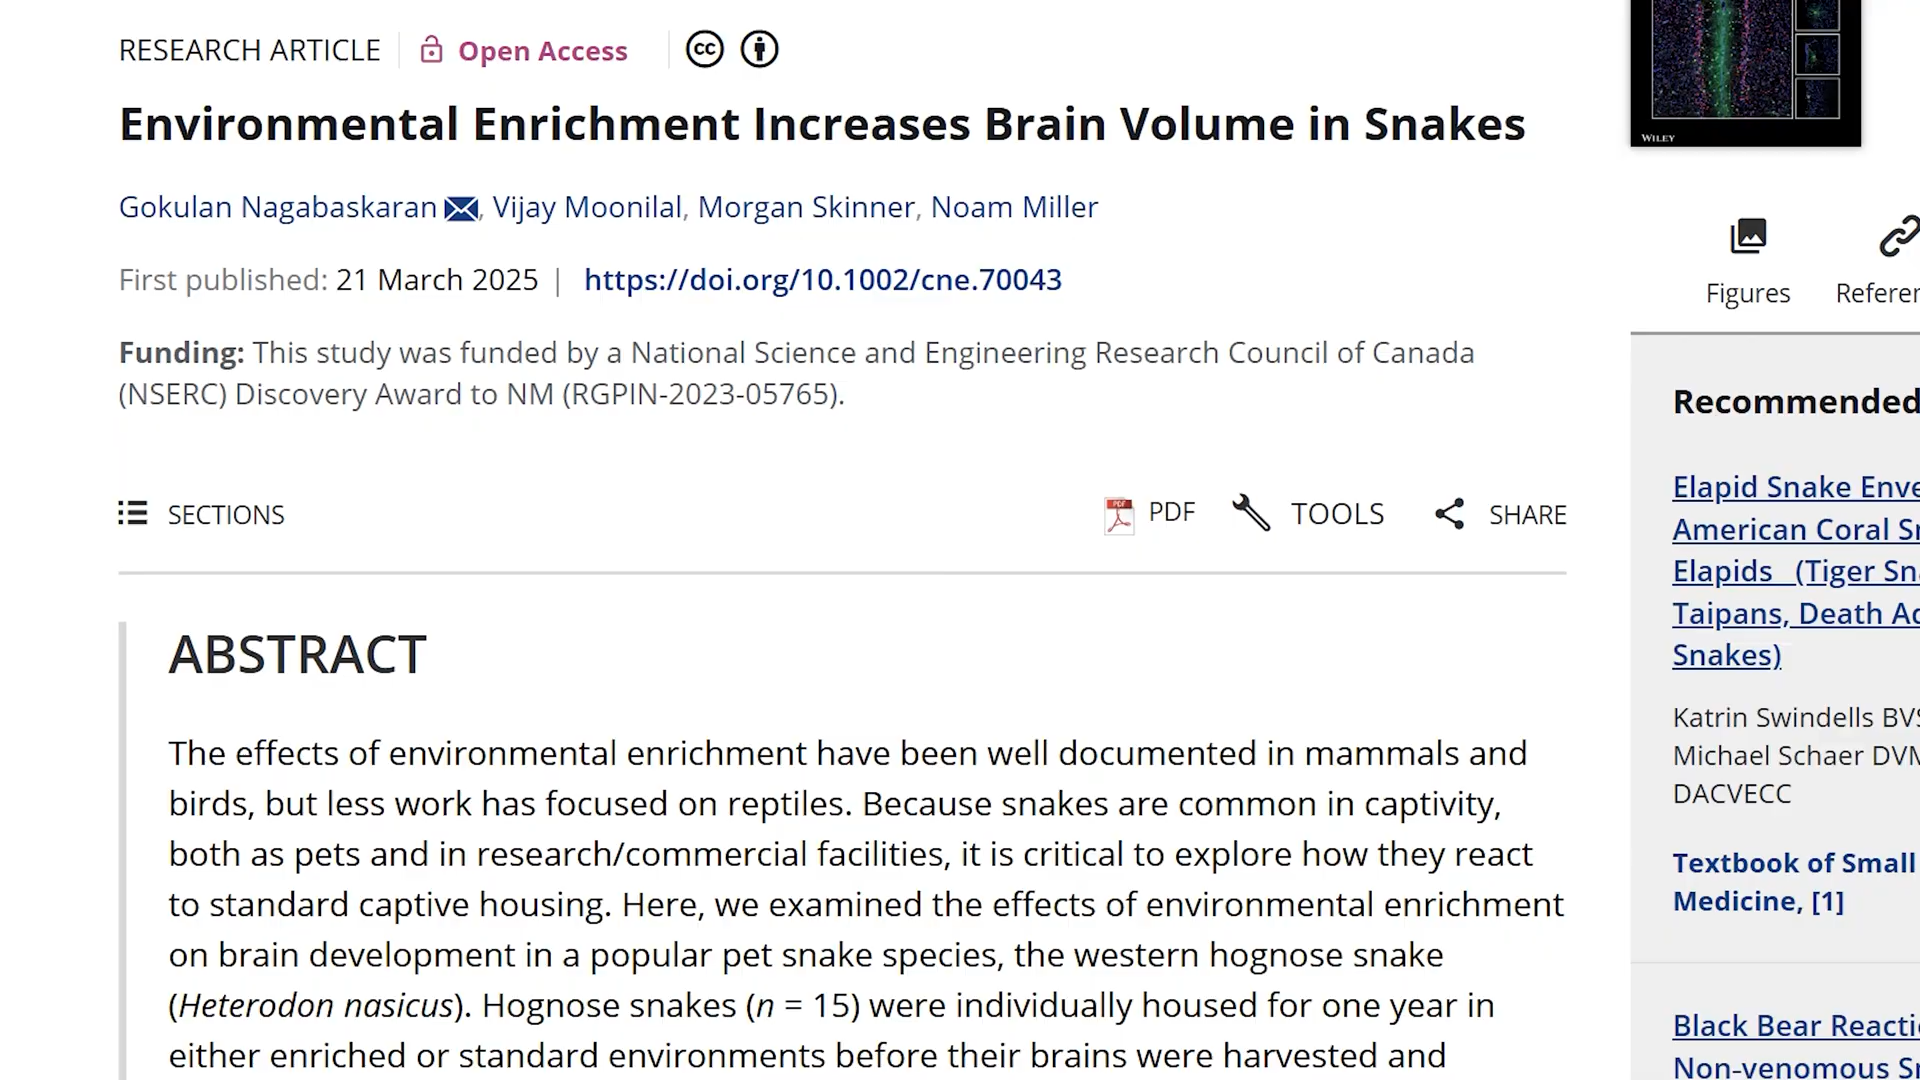 RESEARCH ARTICLE Open Access
Environmental Enrichment Increases Brain Volume in Snakes
Gokulan Nagabaskaran, Vijay Moonilal, Morgan Skinner, Noam Miller
First published: 21 March 2025 | https://doi.org/10.1002/cne.70043
Funding: This study was funded by a National Science and Engineering Research Council of Canada
(NSERC) Discovery Award to NM (RGPIN-2023-05765).
SECTIONS
PDF TOOLS SHARE
ABSTRACT
The effects of environmental enrichment have been well documented in mammals and
birds, but less work has focused on reptiles. Because snakes are common in captivity,
both as pets and in research/commercial facilities, it is critical to explore how they react
to standard captive housing. Here, we examined the effects of environmental enrichment
on brain development in a popular pet snake species, the western hognose snake
(Heterodon nasicus). Hognose snakes (n = 15) were individually housed for one year in
either enriched or standard environments before their brains were harvested and
WILEY
Figures
Recommended
Elapid Snake
American Coral
Elapids (Tiger
Taipans, Death
Snakes)
Katrin Swindells
Michael Schaer
DACVECC
Textbook of Small
Medicine, [1]
Black Bear
Non-venomous